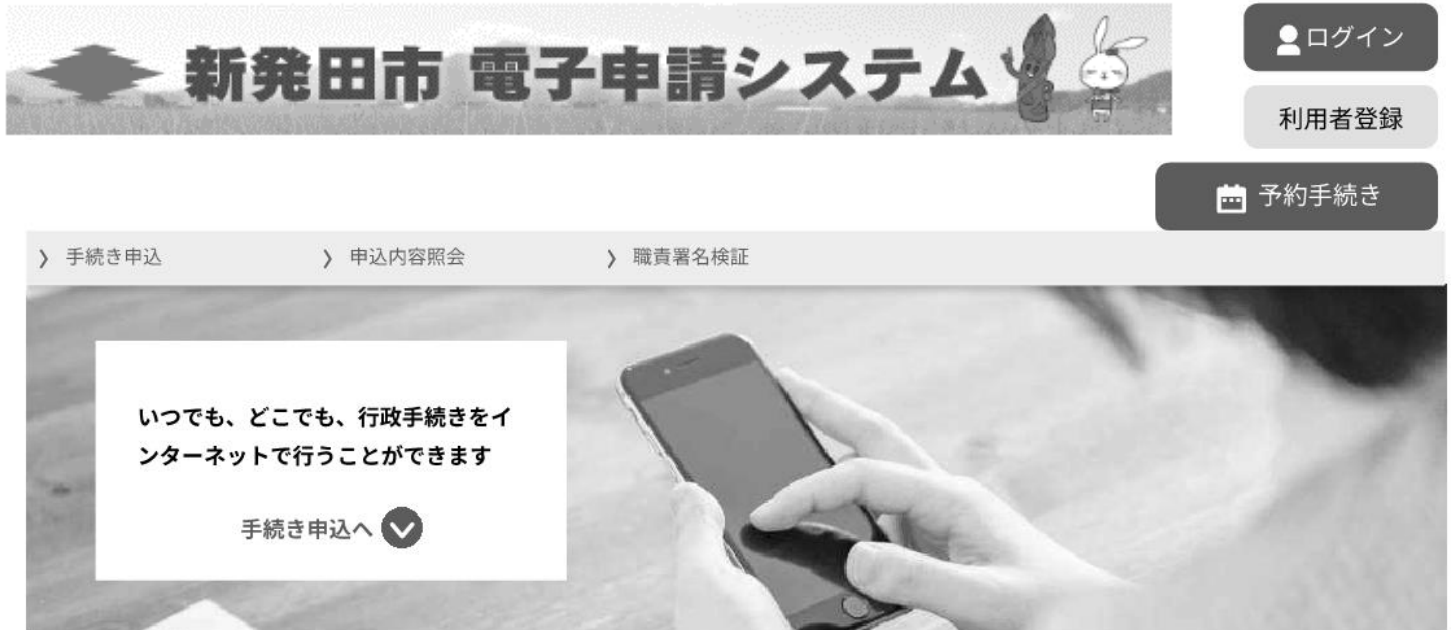 新発田市 電子申請システム
ログイン
利用者登録
予約手続き
手続き申込
申込内容照会
職責署名検証
いつでも、どこでも、行政手続きをイ
ンターネットで行うことができます
手続き申込へ